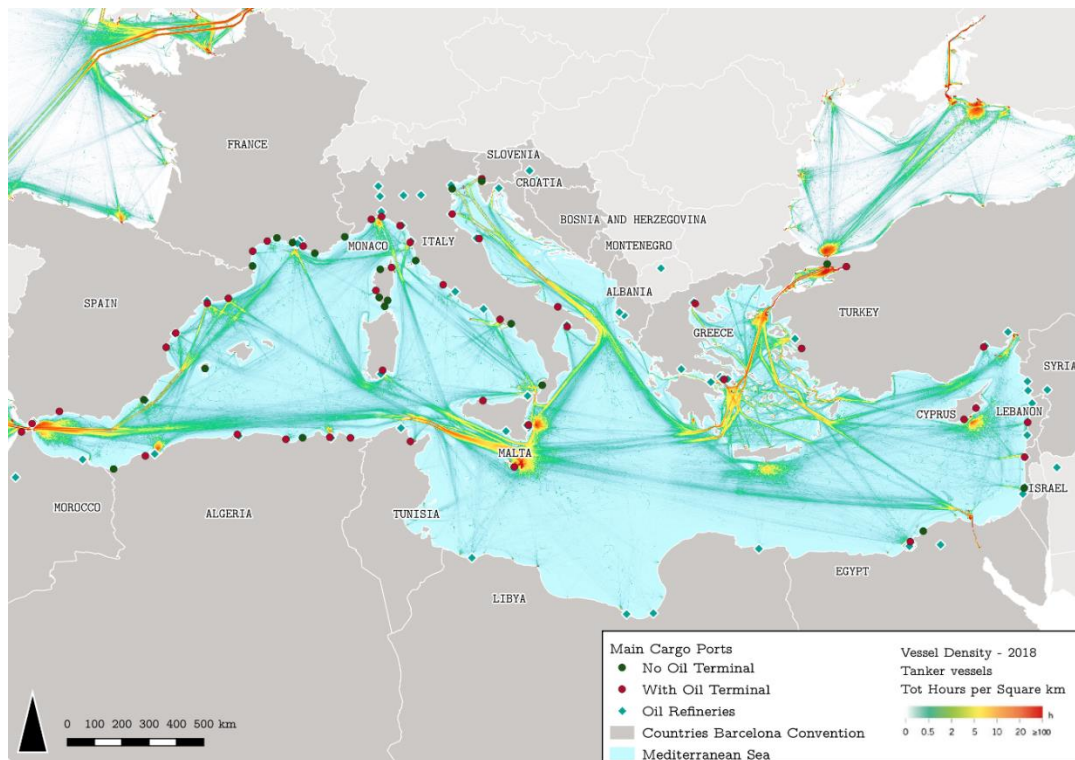 FRANCE
SLOVENIA
CROATIA
BOSNIA AND HERZEGOVINA
MONACO
ITALY
MONTENEGRO
SPAIN
ALBANIA
GREECE
TURKEY
SYRIA
CYPRUS
LEBANON
MALTA
ISRAEL
MOROCCO
ALGERIA
TUNISIA
EGYPT
LIBYA
Main Cargo Ports
No Oil Terminal
With Oil Terminal
Oil Refineries
Countries Barcelona Convention
Mediterranean Sea
Vessel Density - 2018
Tanker vessels
Tot Hours per Square km
h
0 0.5 2 5 10 20 ≥100
0 100 200 300 400 500 km